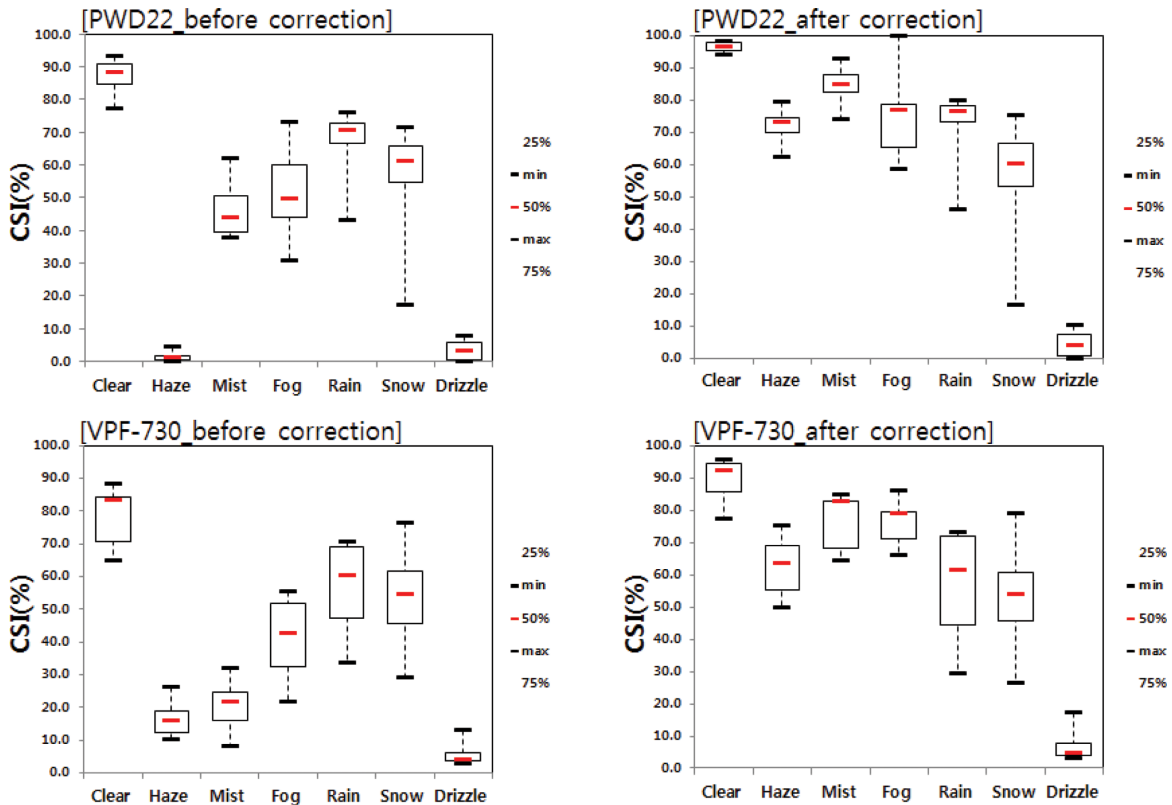 [PWD22_before correction]
100.0
90.0
80.0
70.0
60.0
50.0
40.0
30.0
20.0
10.0
0.0
CSI(%)
Clear Haze Mist Fog Rain Snow Drizzle
25%
min
50%
max
75%
[PWD22_after correction]
100.0
90.0
80.0
70.0
60.0
50.0
40.0
30.0
20.0
10.0
0.0
CSI(%)
Clear Haze Mist Fog Rain Snow Drizzle
25%
min
50%
max
75%
[VPF-730_before correction]
100.0
90.0
80.0
70.0
60.0
50.0
40.0
30.0
20.0
10.0
0.0
CSI(%)
Clear Haze Mist Fog Rain Snow Drizzle
25%
min
50%
max
75%
[VPF-730_after correction]
100.0
90.0
80.0
70.0
60.0
50.0
40.0
30.0
20.0
10.0
0.0
CSI(%)
Clear Haze Mist Fog Rain Snow Drizzle
25%
min
50%
max
75%